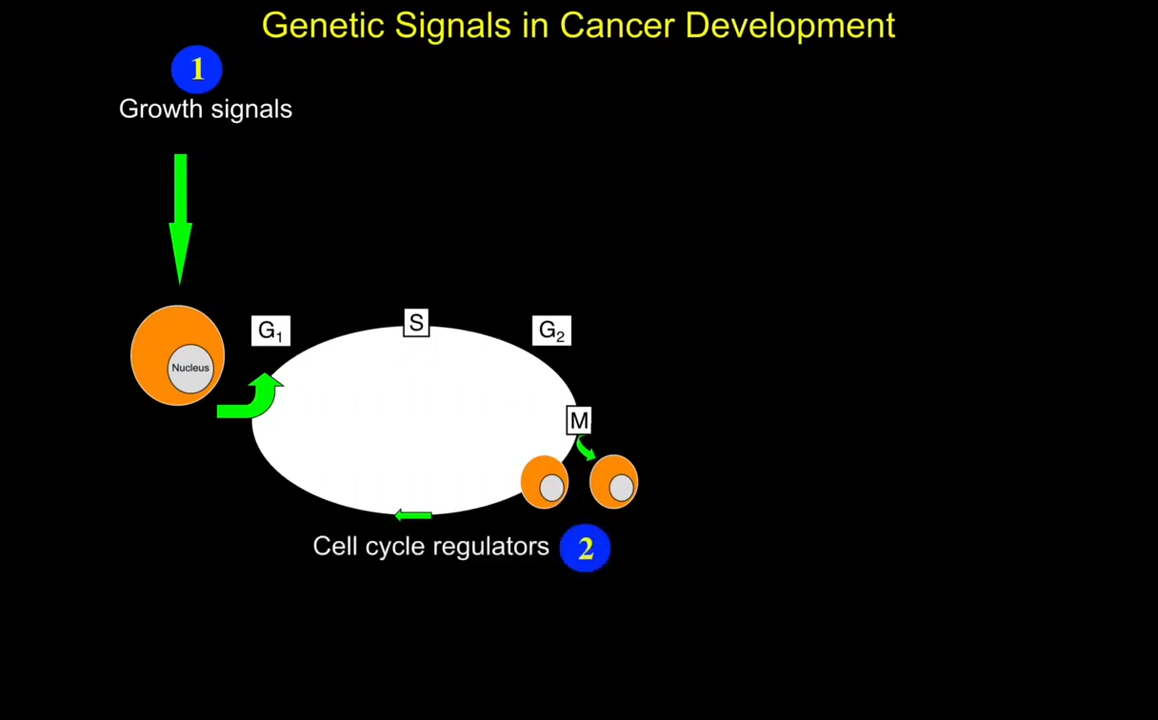 Genetic Signals in Cancer Development
1
Growth signals
G₁
S
G₂
Nucleus
M
Cell cycle regulators 2